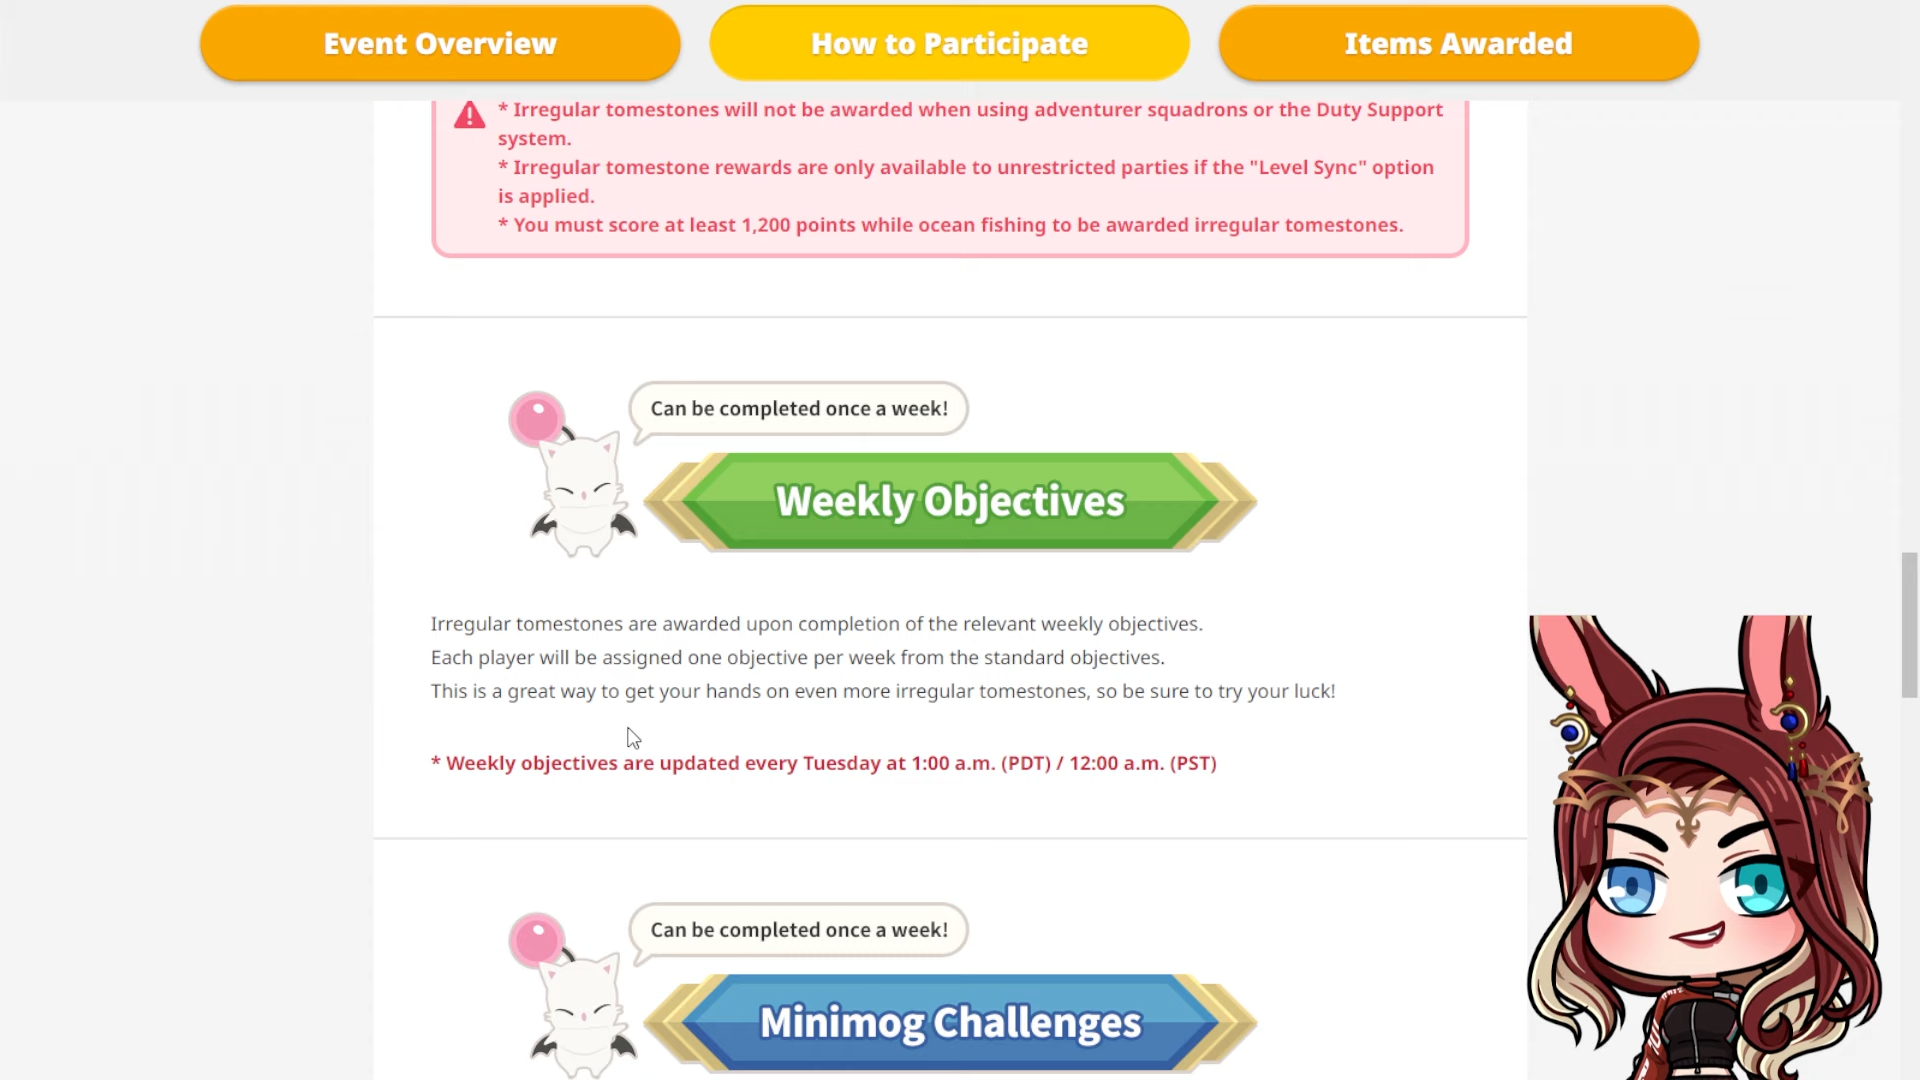 Event Overview
How to Participate
Items Awarded
* Irregular tomestones will not be awarded when using adventurer squadrons or the Duty Support
system.
* Irregular tomestone rewards are only available to unrestricted parties if the "Level Sync" option
is applied.
* You must score at least 1,200 points while ocean fishing to be awarded irregular tomestones.
Can be completed once a week!
Weekly Objectives
Irregular tomestones are awarded upon completion of the relevant weekly objectives.
Each player will be assigned one objective per week from the standard objectives.
This is a great way to get your hands on even more irregular tomestones, so be sure to try your luck!
* Weekly objectives are updated every Tuesday at 1:00 a.m. (PDT) / 12:00 a.m. (PST)
Can be completed once a week!
Minimog Challenges